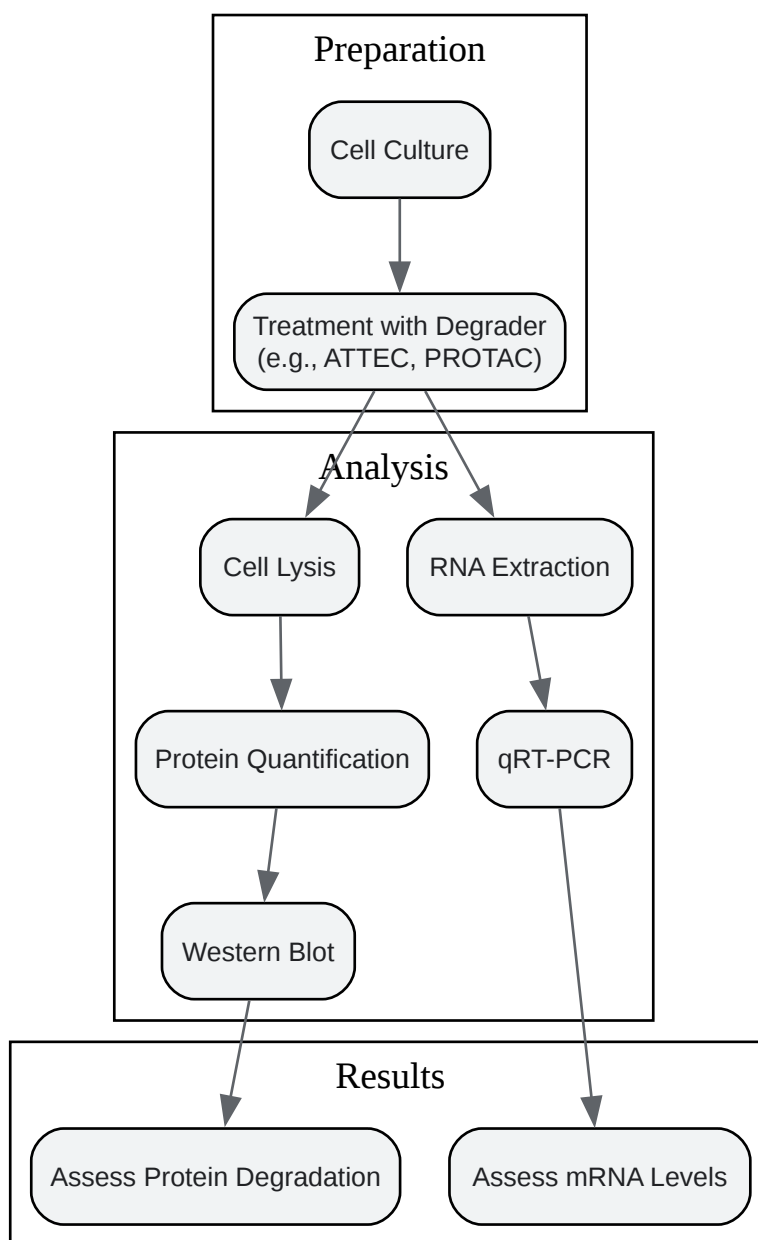 Preparation
Cell Culture
Treatment with Degrader
(e.g., ATTEC, PROTAC)
Analysis
Cell Lysis
RNA Extraction
Protein Quantification
qRT-PCR
Western Blot
Results
Assess Protein Degradation
Assess mRNA Levels